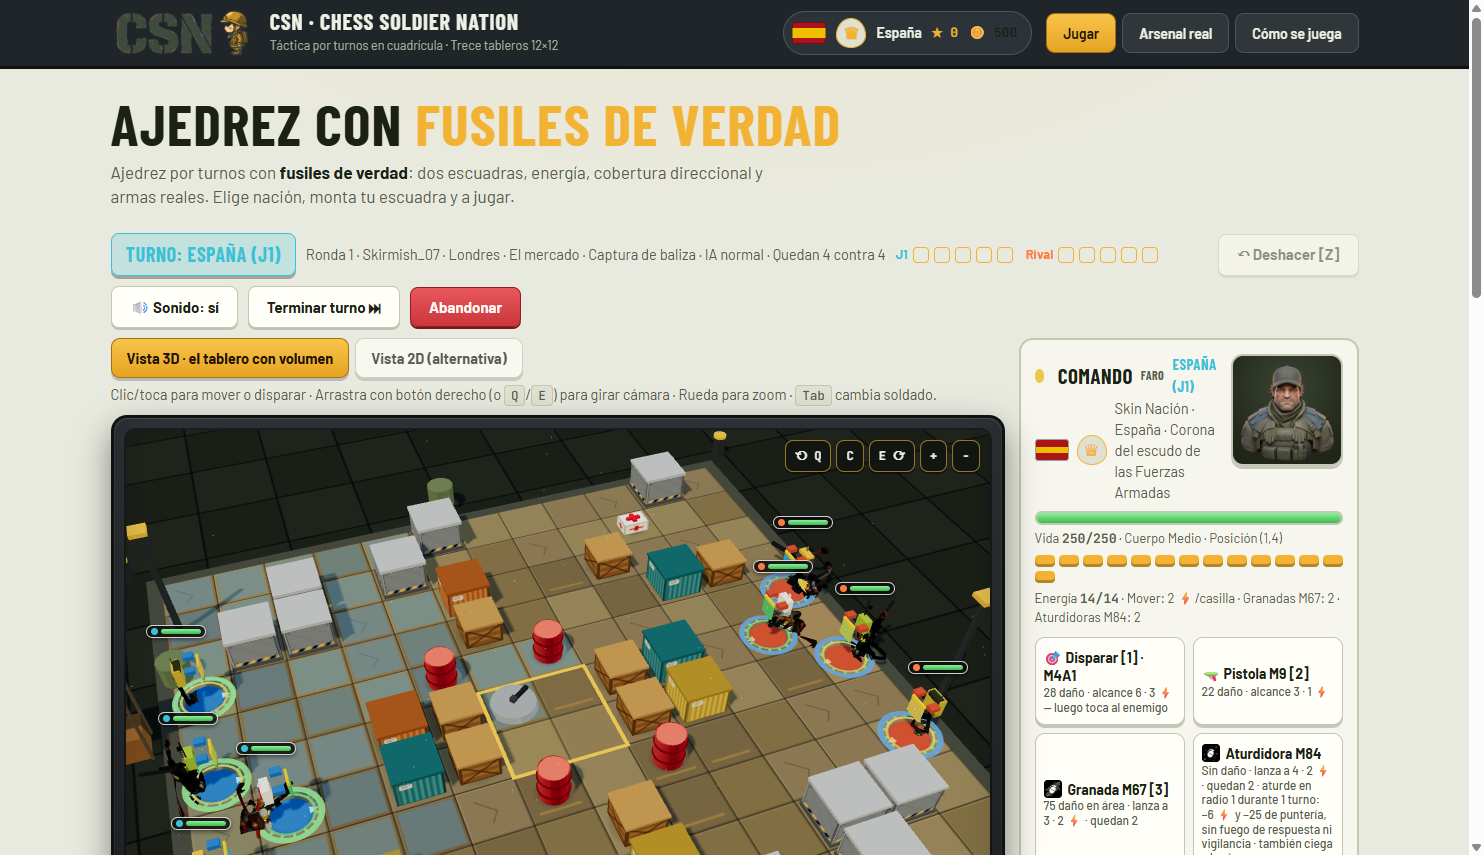 CSN
CSN · CHESS SOLDIER NATION
Táctica por turnos en cuadrícula · Trece tableros 12×12
España ★ 0 500
Jugar
Arsenal real
Cómo se juega
AJEDREZ CON FUSILES DE VERDAD
Ajedrez por turnos con fusiles de verdad: dos escuadras, energía, cobertura direccional y
armas reales. Elige nación, monta tu escuadra y a jugar.
TURNO: ESPAÑA (J1)
Ronda 1 · Skirmish_07 · Londres · El mercado · Captura de baliza · IA normal · Quedan 4 contra 4
J1
Rival
Deshacer [Z]
Sonido: sí
Terminar turno
Abandonar
Vista 3D · el tablero con volumen
Vista 2D (alternativa)
Clic/toca para mover o disparar · Arrastra con botón derecho (o Q / E ) para girar cámara · Rueda para zoom · Tab cambia soldado.
Q
C
E
+
-
COMANDO FARO ESPAÑA
(J1)
Skin Nación ·
España · Corona
del escudo de
las Fuerzas
Armadas
Vida 250/250 · Cuerpo Medio · Posición (1,4)
Energía 14/14 · Mover: 2 /casilla · Granadas M67: 2 ·
Aturdidoras M84: 2
Disparar [1] ·
M4A1
28 daño · alcance 6 · 3
— luego toca al enemigo
Pistola M9 [2]
22 daño · alcance 3 · 1
Granada M67 [3]
75 daño en área · lanza a
3 · 2 · quedan 2
Aturdidora M84
Sin daño · lanza a 4 · 2
· quedan 2 · aturde en
radio 1 durante 1 turno:
−6 y −25 de puntería,
sin fuego de respuesta ni
vigilancia · también ciega